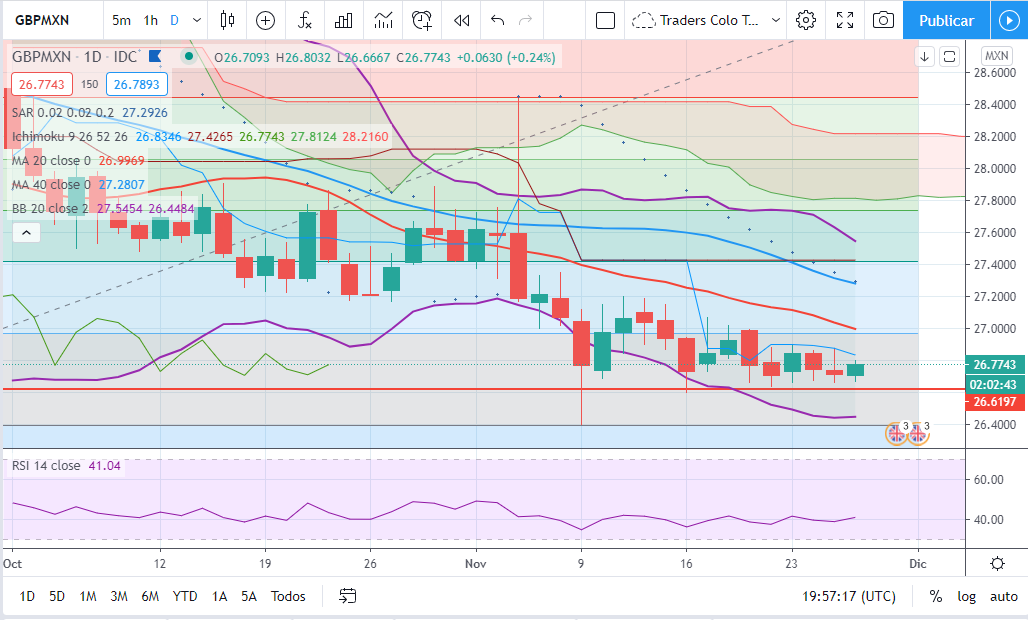 GBPMXN 5m 1h D Traders Colo T... Publicar
GBPMXN · 1D · IDC O26.7093 H26.8032 L26.6667 C26.7743 +0.0630 (+0.24%)
26.7743 150 26.7893
SAR 0.02 0.02 0.2 27.2926
Ichimoku 9 26 52 26 26.8346 27.4265 26.7743 27.8124 28.2160
MA 20 close 0 26.9969
MA 40 close 0 27.2807
BB 20 close 2 27.5454 26.4484
MXN
28.6000
28.4000
28.2000
28.0000
27.8000
27.6000
27.4000
27.2000
27.0000
26.7743
02:02:43
26.6197
26.4000
3 3
RSI 14 close 41.04
60.00
40.00
Oct 12 19 26 Nov 9 16 23 Dic
1D 5D 1M 3M 6M YTD 1A 5A Todos 19:57:17 (UTC) % log auto